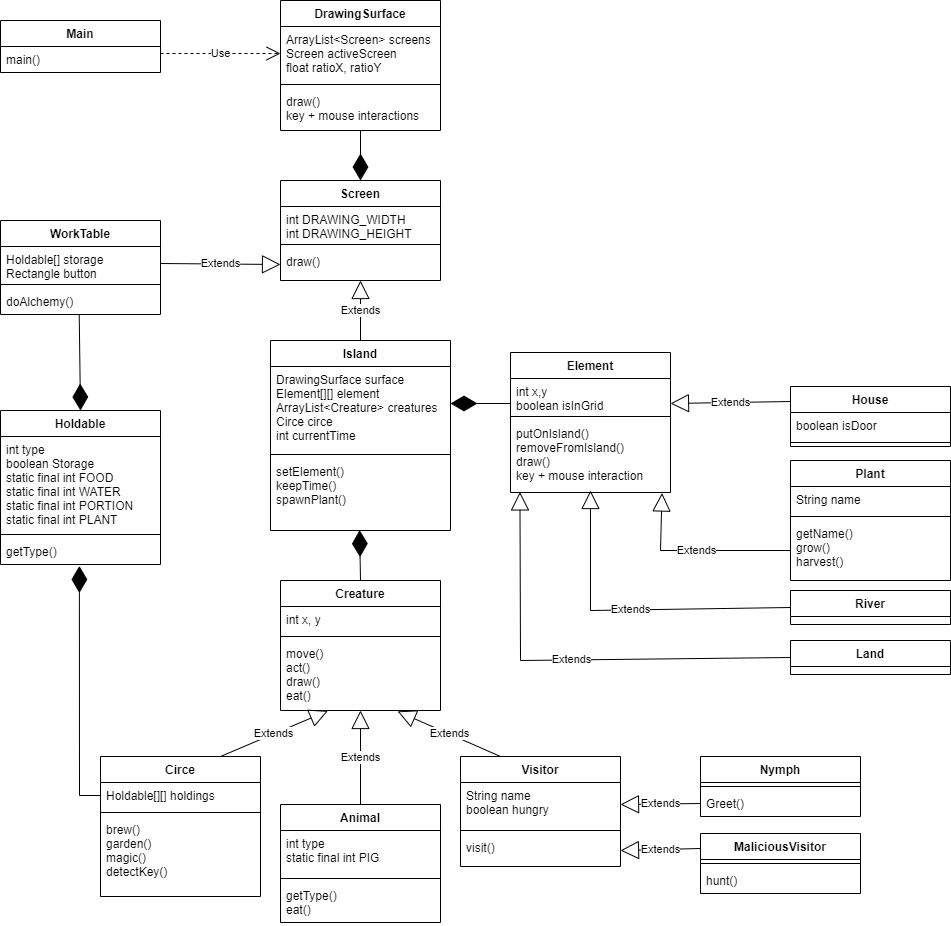 Main
main()
Use
DrawingSurface
ArrayList<Screen> screens
Screen activeScreen
float ratioX, ratioY
draw()
key + mouse interactions
Screen
int DRAWING_WIDTH
int DRAWING_HEIGHT
draw()
WorkTable
Holdable[] storage
Rectangle button
doAlchemy()
Extends
Extends
Island
DrawingSurface surface
Element[][] element
ArrayList<Creature> creatures
Circe circe
int currentTime
setElement()
keepTime()
spawnPlant()
Element
int x,y
boolean isInGrid
putOnIsland()
removeFromIsland()
draw()
key + mouse interaction
Extends
House
boolean isDoor
Plant
String name
getName()
grow()
harvest()
Extends
River
Extends
Land
Extends
Holdable
int type
boolean Storage
static final int FOOD
static final int WATER
static final int PORTION
static final int PLANT
getType()
Creature
int x, y
move()
act()
draw()
eat()
Extends
Extends
Extends
Circe
Holdable[][] holdings
brew()
garden()
magic()
detectKey()
Animal
int type
static final int PIG
getType()
eat()
Visitor
String name
boolean hungry
visit()
Extends
Nymph
Greet()
Extends
MaliciousVisitor
hunt()